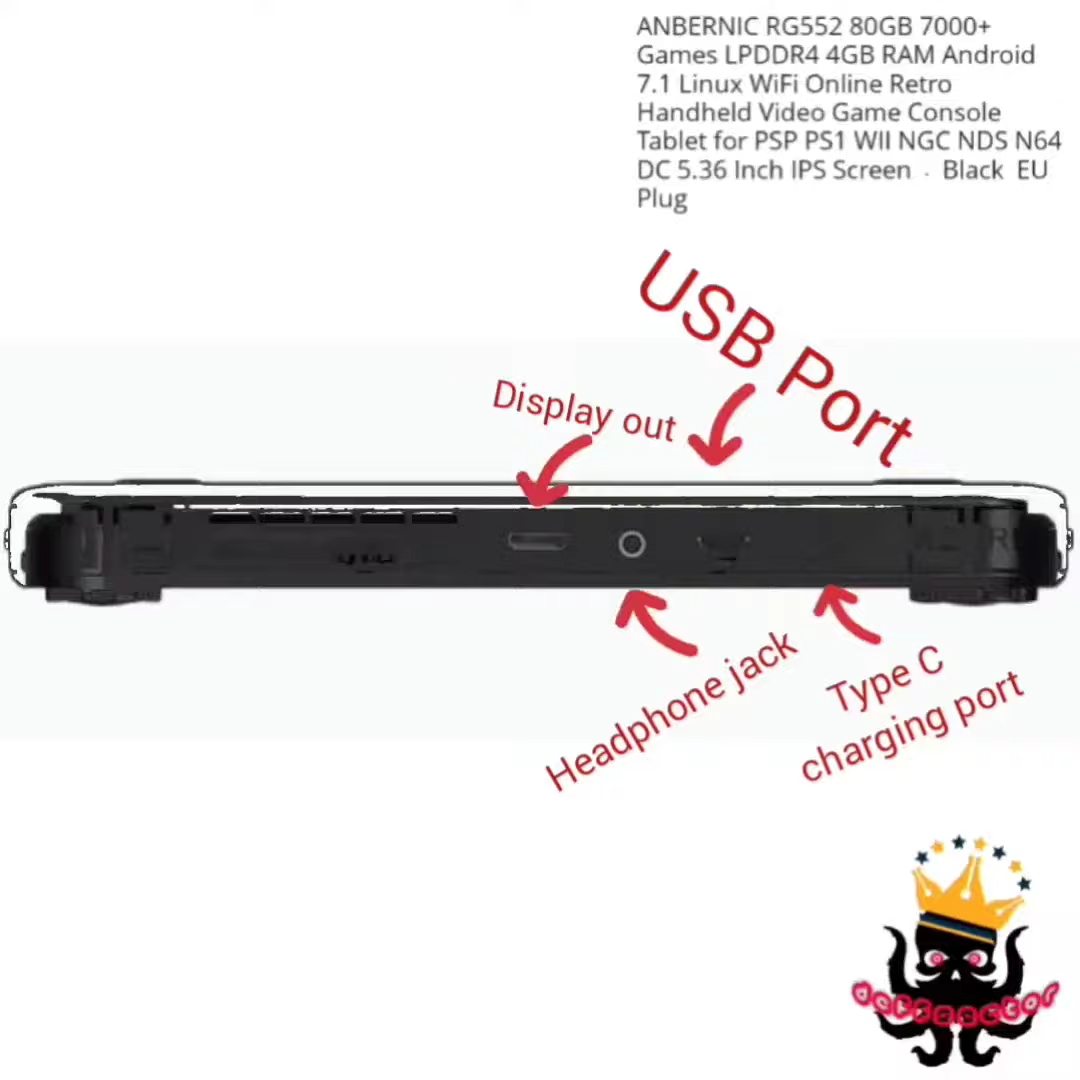 ANBERNIC RG552 80GB 7000+
Games LPDDR4 4GB RAM Android
7.1 Linux WiFi Online Retro
Handheld Video Game Console
Tablet for PSP PS1 WII NGC NDS N64
DC 5.36 Inch IPS Screen · Black EU
Plug
USB Port
Display out
R
Headphone jack
Type C
charging port